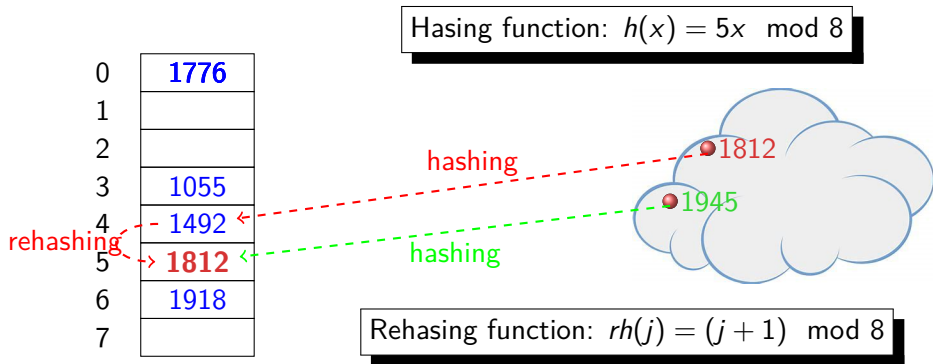 Hasing function: h(x) = 5x mod 8
0 1776
1
2
3 1055
4 1492
5 1812
6 1918
7
rehashing
hashing
hashing
1812
1945
Rehasing function: rh(j) = (j + 1) mod 8